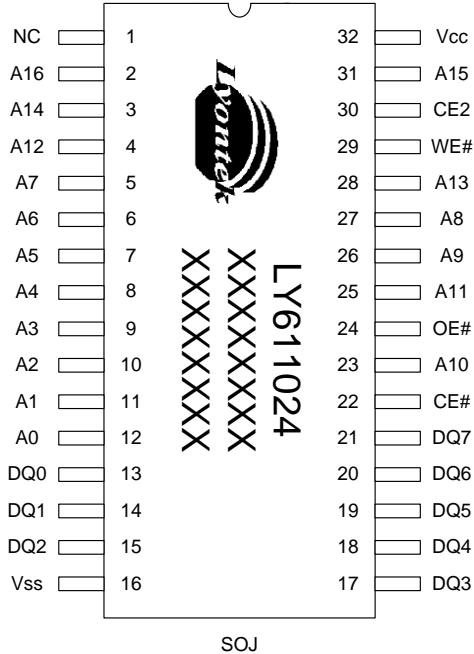 NC 1 32 Vcc
A16 2 31 A15
A14 3 30 CE2
A12 4 29 WE#
A7 5 28 A13
A6 6 27 A8
A5 7 26 A9
A4 8 25 A11
A3 9 24 OE#
A2 10 23 A10
A1 11 22 CE#
A0 12 21 DQ7
DQ0 13 20 DQ6
DQ1 14 19 DQ5
DQ2 15 18 DQ4
Vss 16 17 DQ3
Lyontek
LY611024
XXXXXXXX
XXXXXXXX
SOJ